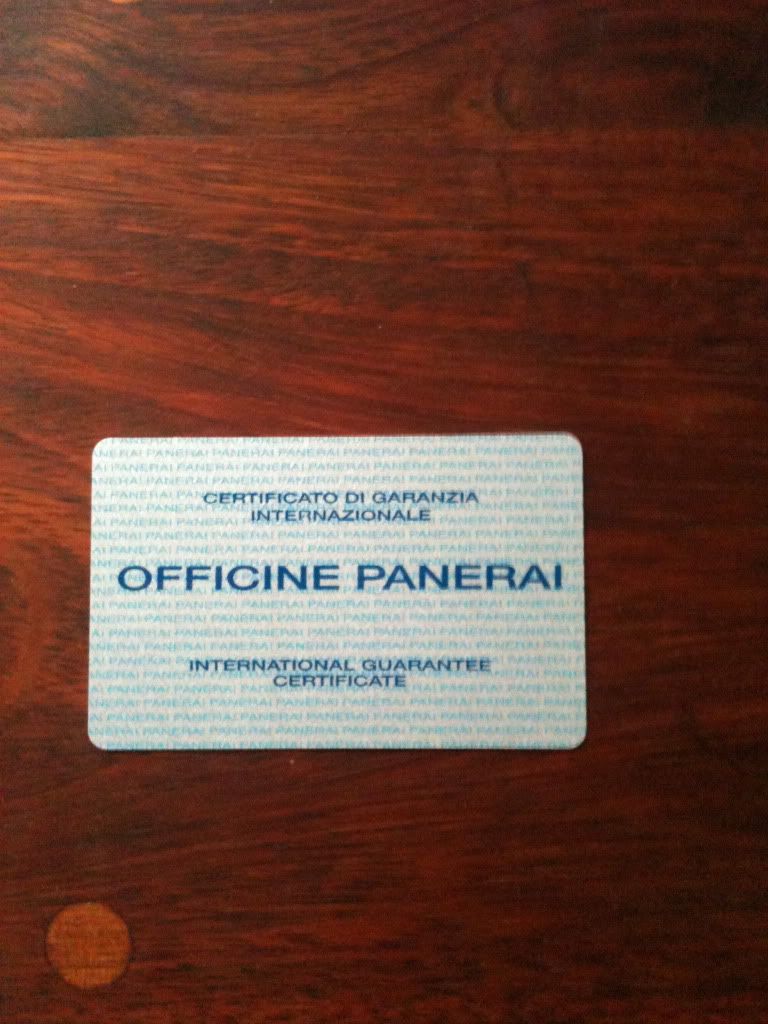 CERTIFICATO DI GARANZIA
INTERNAZIONALE
OFFICINE PANERAI
INTERNATIONAL GUARANTEE
CERTIFICATE